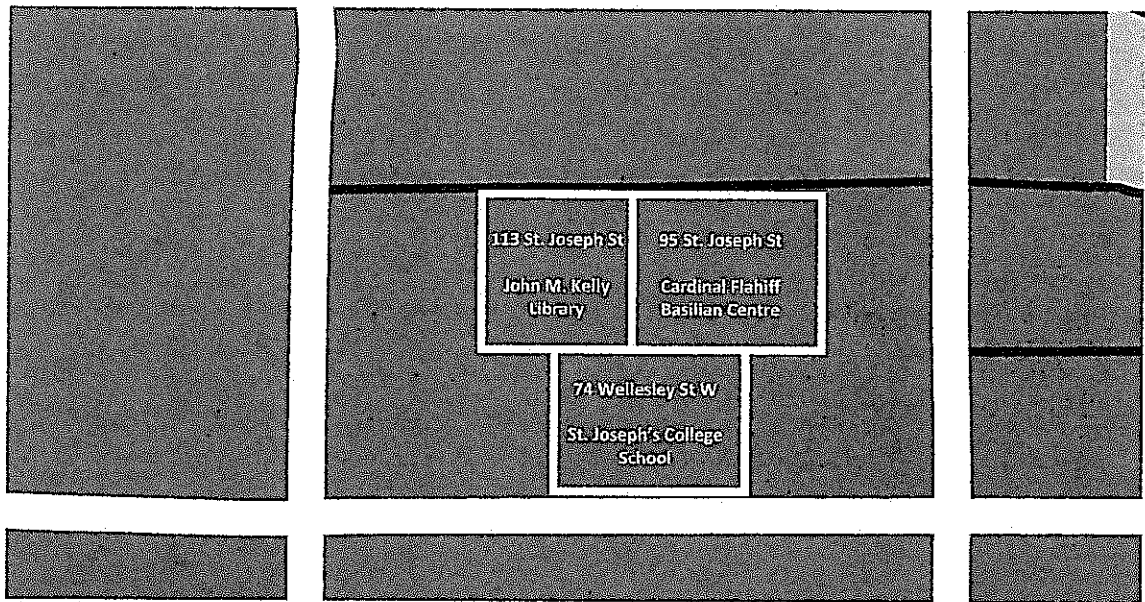 113 St. Joseph St
John M. Kelly
Library
95 St. Joseph St
Cardinal Flahiff
Basilian Centre
74 Wellesley St W
St. Joseph's College
School